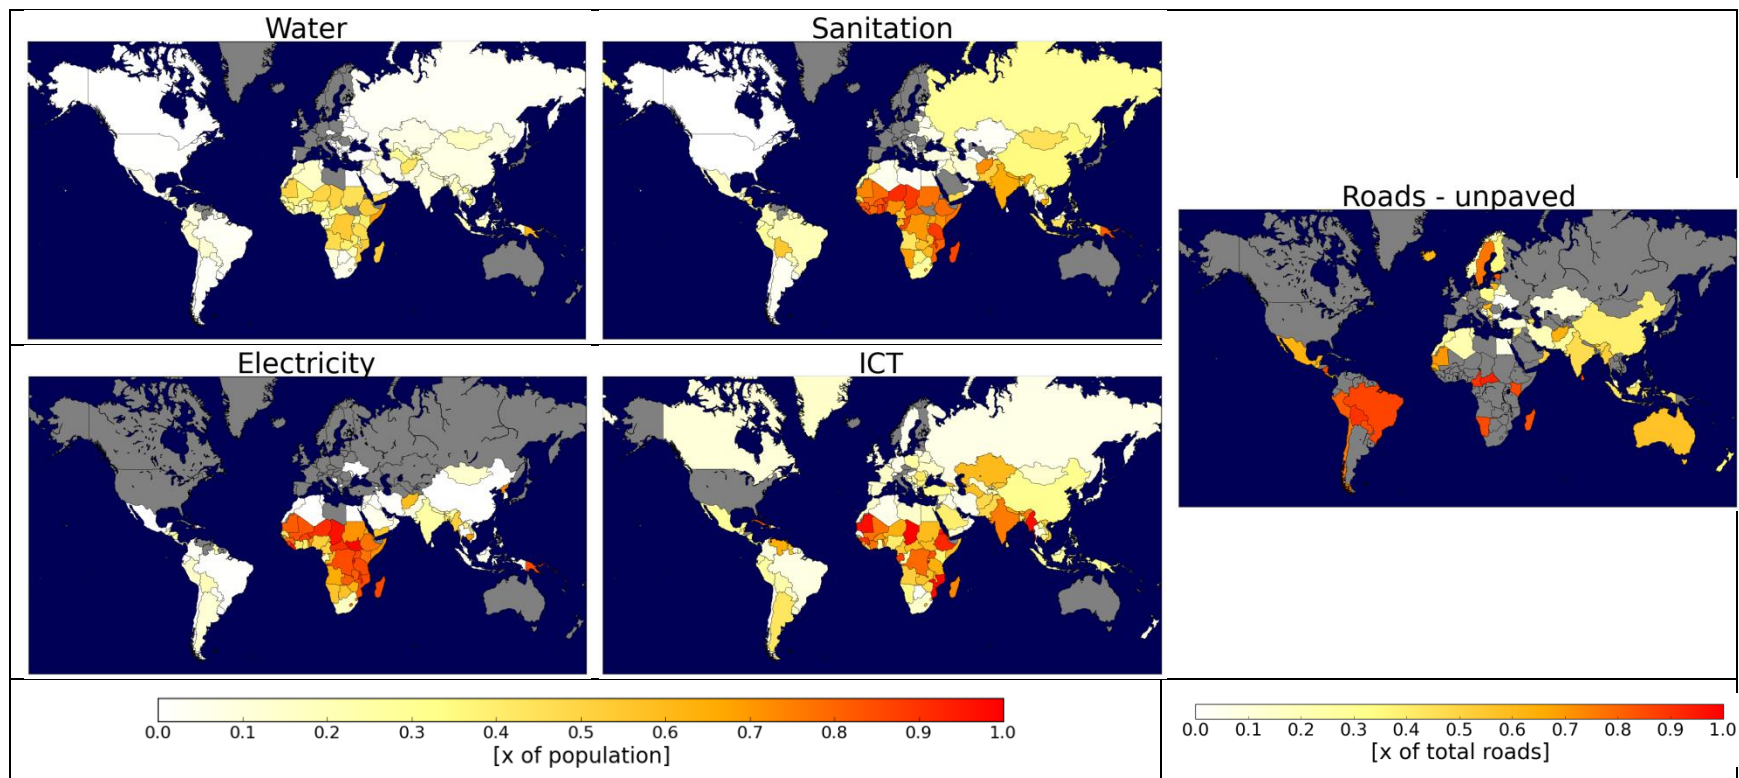 Water
Sanitation
Roads - unpaved
Electricity
ICT
0.0 0.1 0.2 0.3 0.4 0.5 0.6 0.7 0.8 0.9 1.0
[x of population]
0.0 0.1 0.2 0.3 0.4 0.5 0.6 0.7 0.8 0.9 1.0
[x of total roads]